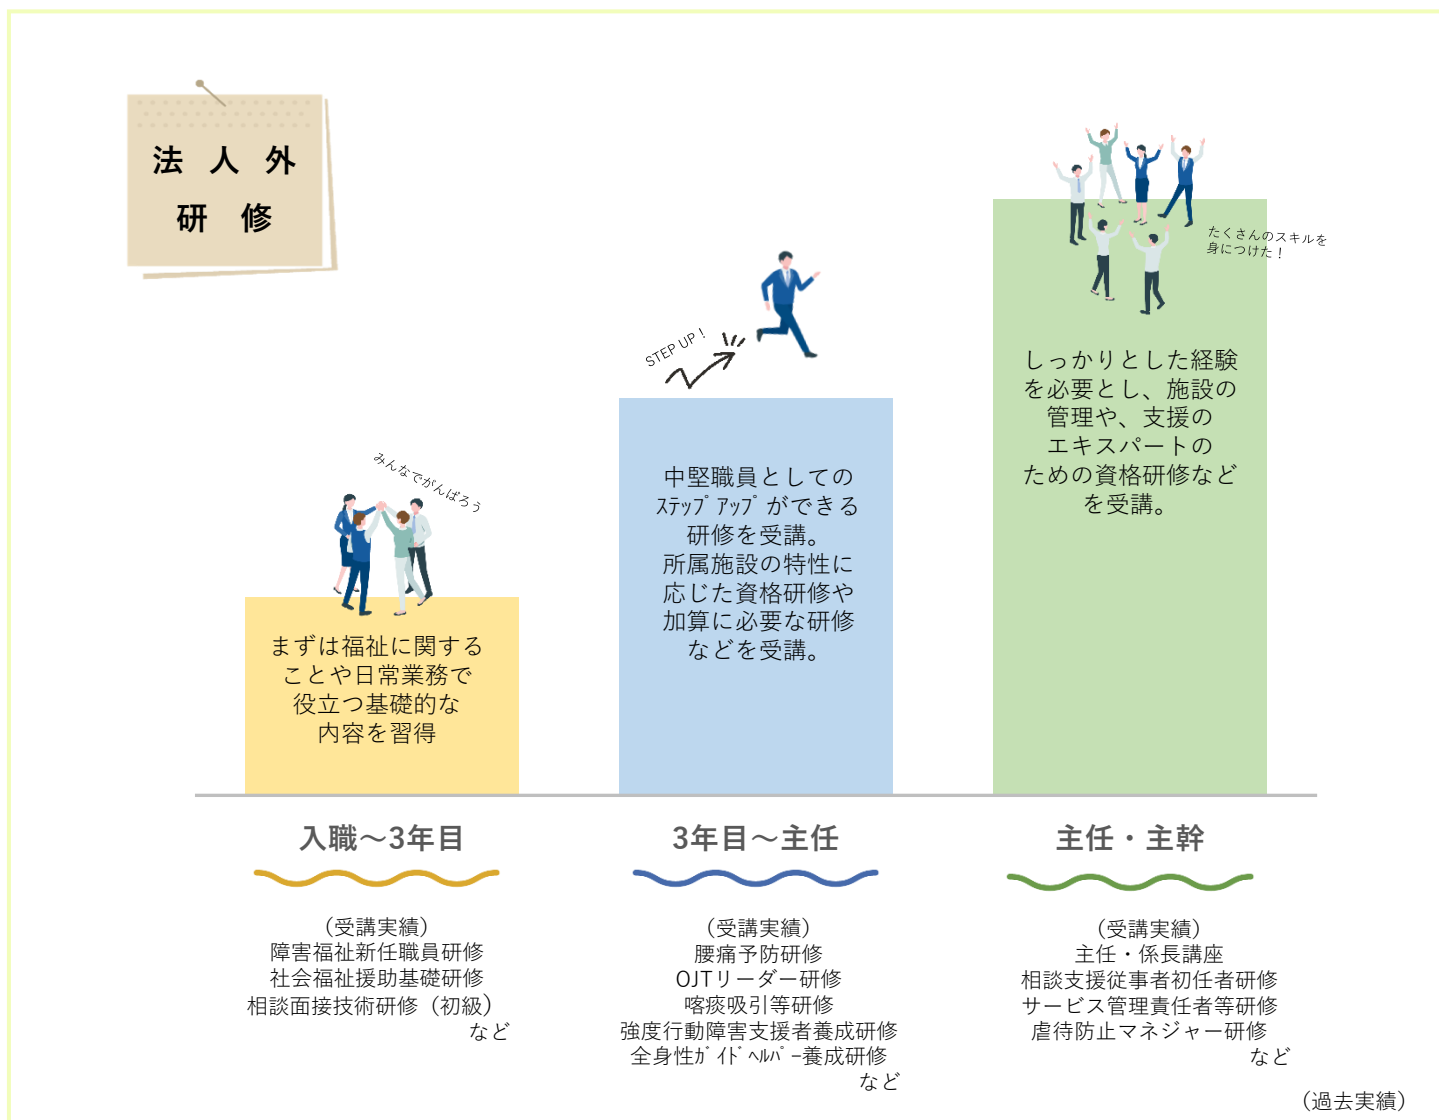 法人外
研修
たくさんのスキルを
身につけた！
しっかりとした経験
を必要とし、施設の
管理や、支援の
エキスパートの
ための資格研修など
を受講。
STEP UP！
中堅職員としての
ｽﾃｯﾌﾟｱｯﾌﾟができる
研修を受講。
所属施設の特性に
応じた資格研修や
加算に必要な研修
などを受講。
みんなでがんばろう
まずは福祉に関する
ことや日常業務で
役立つ基礎的な
内容を習得
入職～3年目
（受講実績）
障害福祉新任職員研修
社会福祉援助基礎研修
相談面接技術研修（初級）
など
3年目～主任
（受講実績）
腰痛予防研修
OJTリーダー研修
喀痰吸引等研修
強度行動障害支援者養成研修
全身性ｶﾞｲﾄﾞﾍﾙﾊﾟｰ養成研修
など
主任・主幹
（受講実績）
主任・係長講座
相談支援従事者初任者研修
サービス管理責任者等研修
虐待防止マネジャー研修
など
（過去実績）